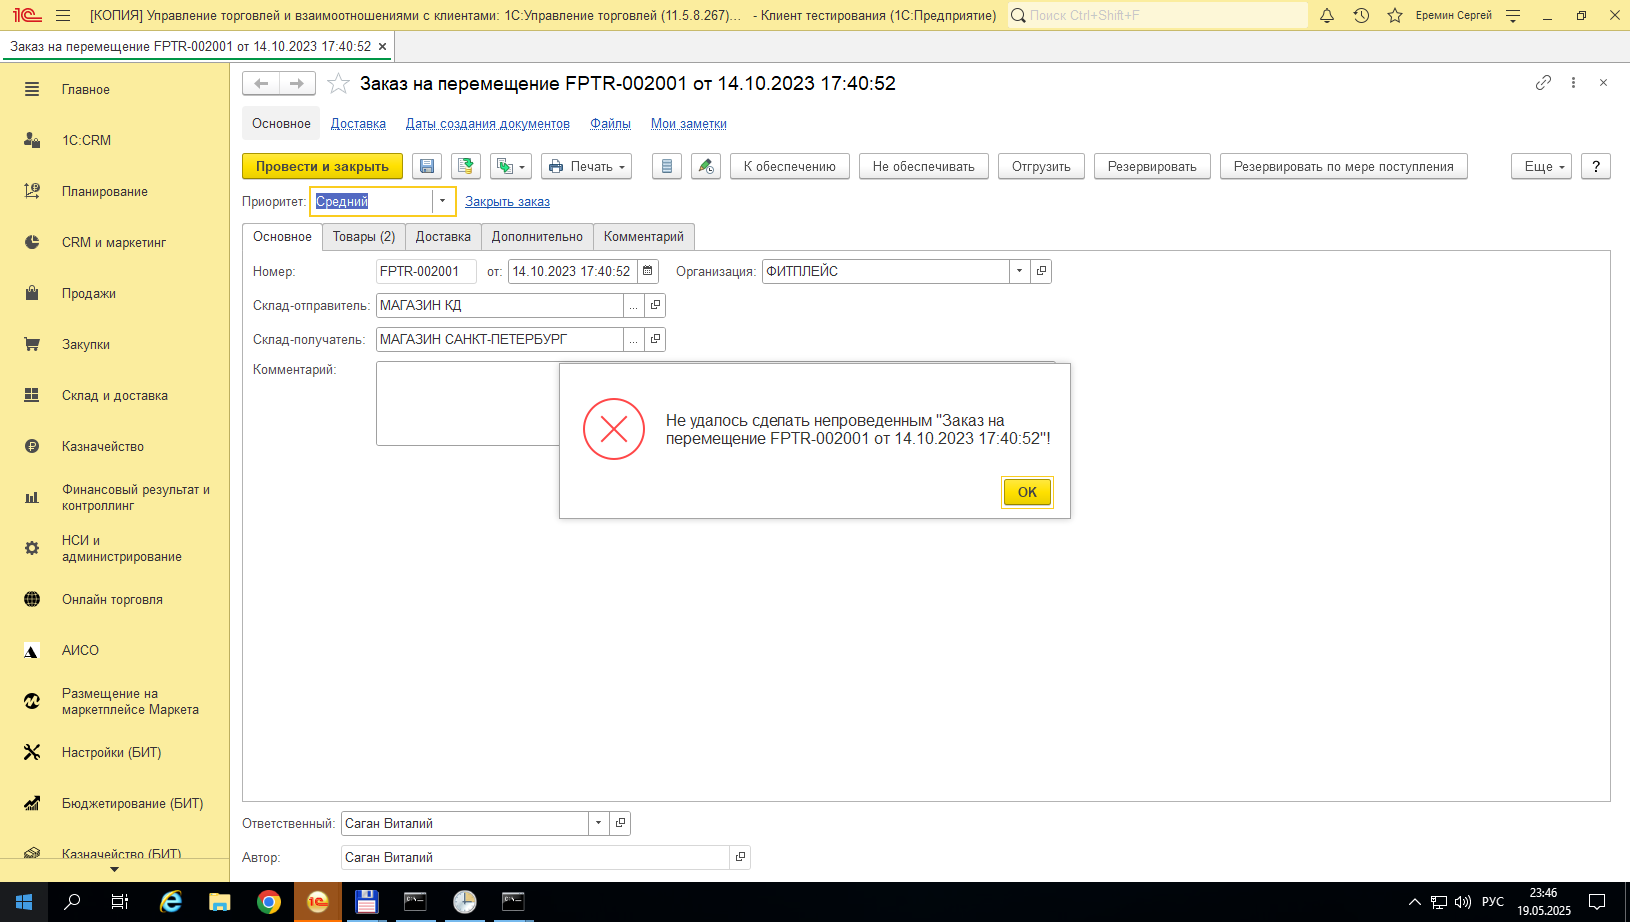 [КОПИЯ] Управление торговлей и взаимоотношениями с клиентами: 1С:Управление торговлей (11.5.8.267)... - Клиент тестирования (1С:Предприятие)
Поиск Ctrl+Shift+F
Еремин Сергей
Заказ на перемещение FPTR-002001 от 14.10.2023 17:40:52 ×
Главное
1С:CRM
Планирование
CRM и маркетинг
Продажи
Закупки
Склад и доставка
Казначейство
Финансовый результат и
контроллинг
НСИ и
администрирование
Онлайн торговля
АИСО
Размещение на
маркетплейсе Маркета
Настройки (БИТ)
Бюджетирование (БИТ)
Казначейство (БИТ)
Заказ на перемещение FPTR-002001 от 14.10.2023 17:40:52
Основное Доставка Даты создания документов Файлы Мои заметки
Провести и закрыть Печать К обеспечению Не обеспечивать Отгрузить Резервировать Резервировать по мере поступления Еще ?
Приоритет: Средний Закрыть заказ
Основное Товары (2) Доставка Дополнительно Комментарий
Номер: FPTR-002001 от: 14.10.2023 17:40:52 Организация: ФИТПЛЕЙС
Склад-отправитель: МАГАЗИН КД ...
Склад-получатель: МАГАЗИН САНКТ-ПЕТЕРБУРГ ...
Комментарий:
Не удалось сделать непроведенным "Заказ на
перемещение FPTR-002001 от 14.10.2023 17:40:52"!
ОК
Ответственный: Саган Виталий
Автор: Саган Виталий
РУС
23:46
19.05.2025